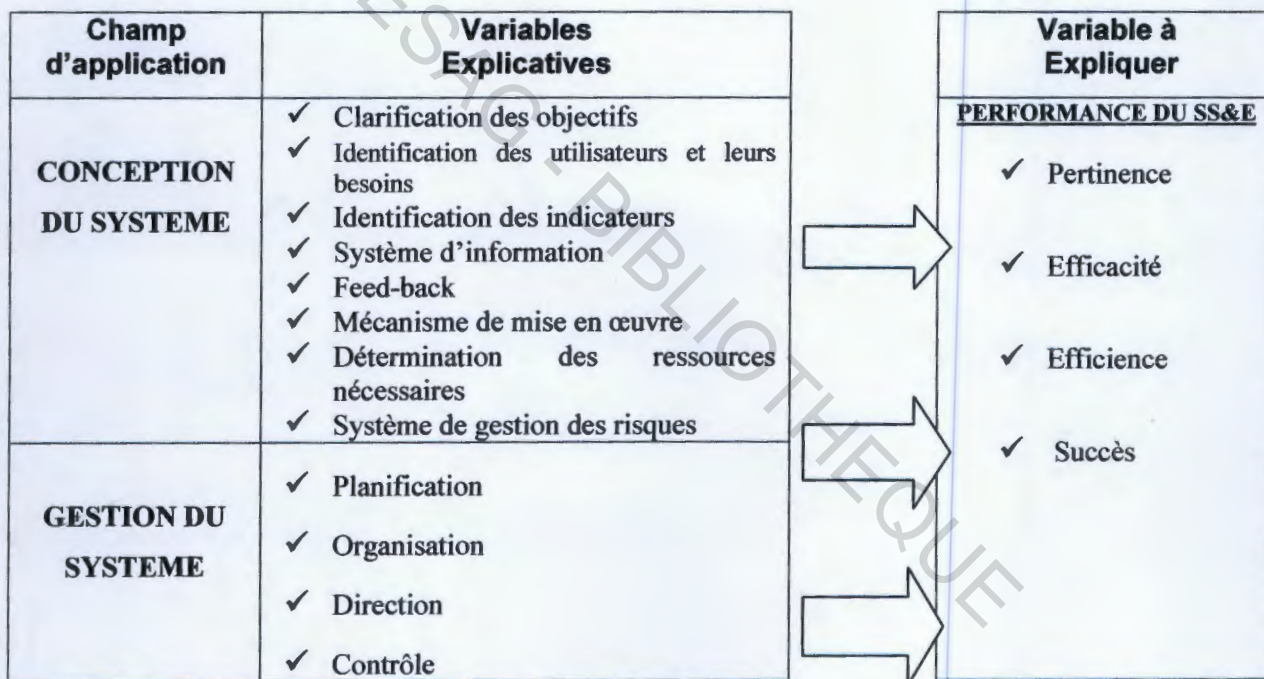 Champ
d'application
Variables
Explicatives
CONCEPTION
DU SYSTEME
✓ Clarification des objectifs
✓ Identification des utilisateurs et leurs
besoins
✓ Identification des indicateurs
✓ Système d'information
✓ Feed-back
✓ Mécanisme de mise en œuvre
✓ Détermination des ressources
nécessaires
✓ Système de gestion des risques
GESTION DU
SYSTEME
✓ Planification
✓ Organisation
✓ Direction
✓ Contrôle
Variable à
Expliquer
PERFORMANCE DU SS&E
✓ Pertinence
✓ Efficacité
✓ Efficience
✓ Succès
CESAG - BIBLIOTHEQUE